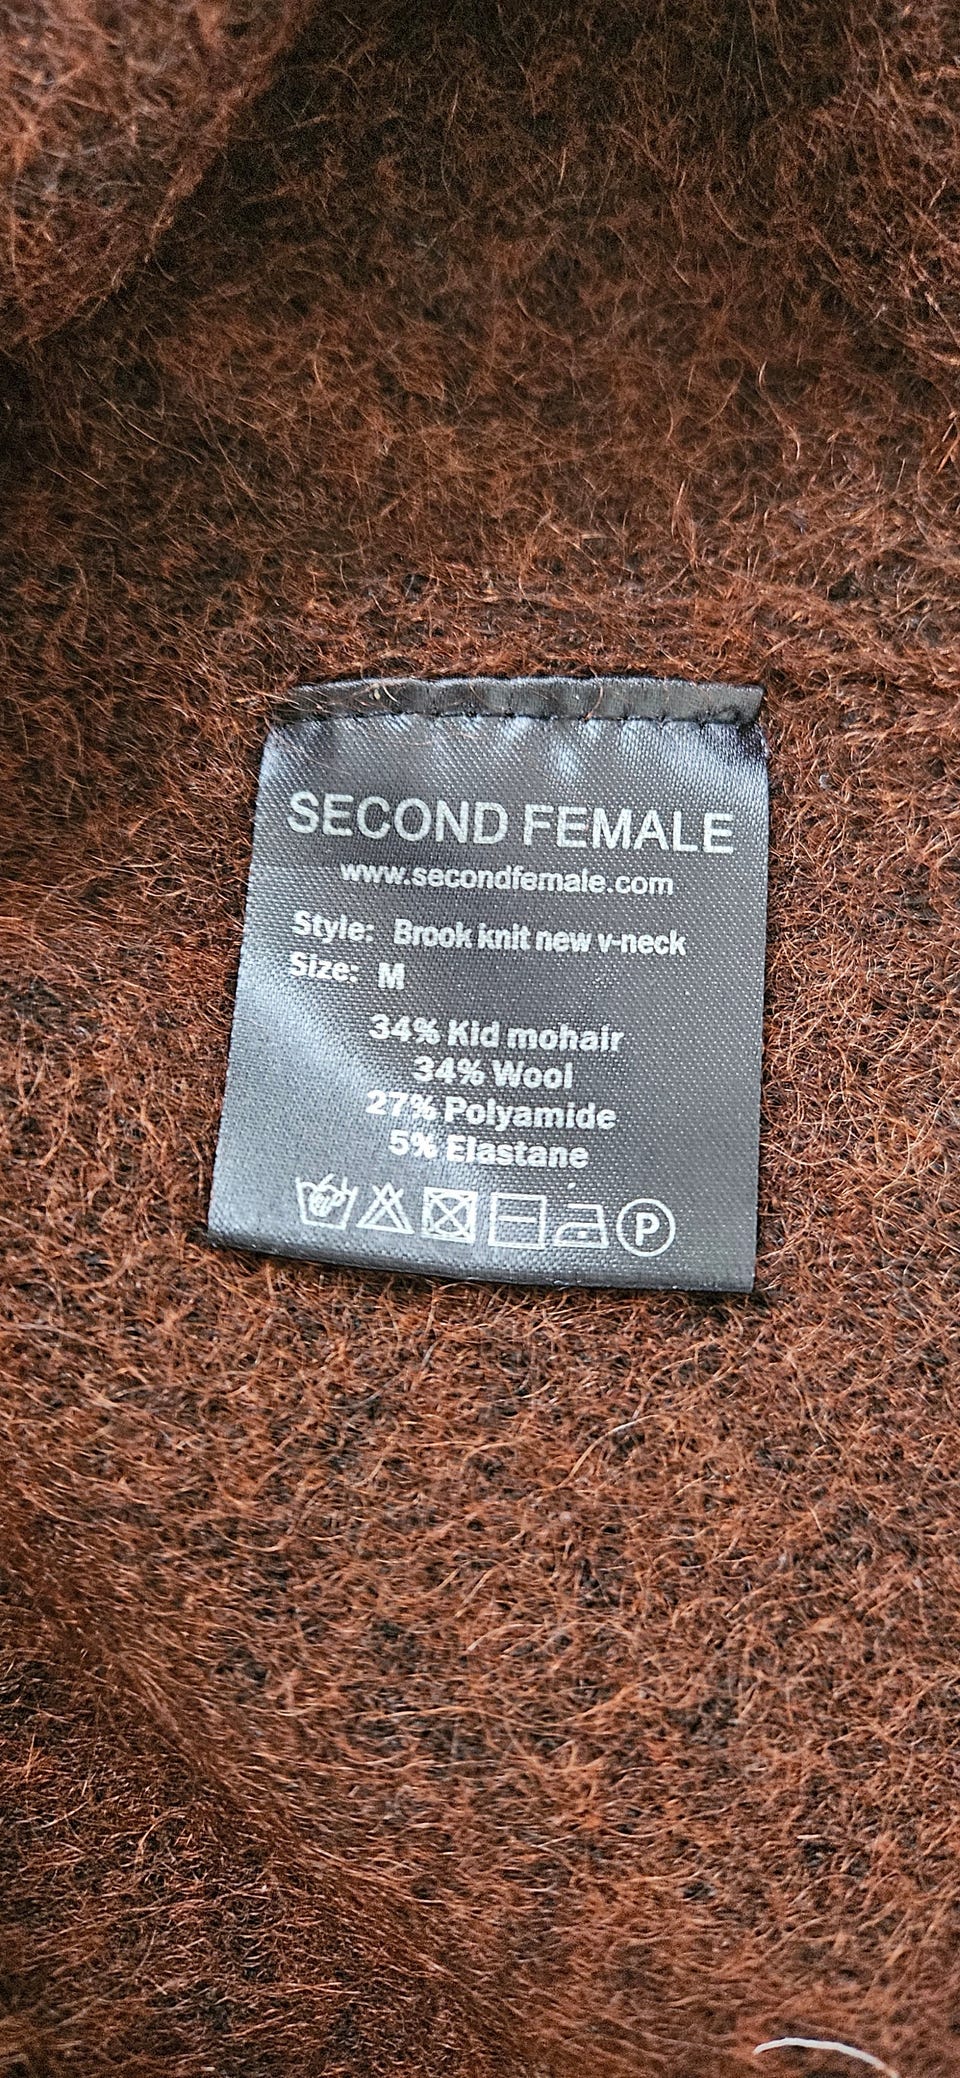 SECOND FEMALE
www.secondfemale.com
Style: Brook knit new v-neck
Size: M
34% Kid mohair
34% Wool
27% Polyamide
5% Elastane
P